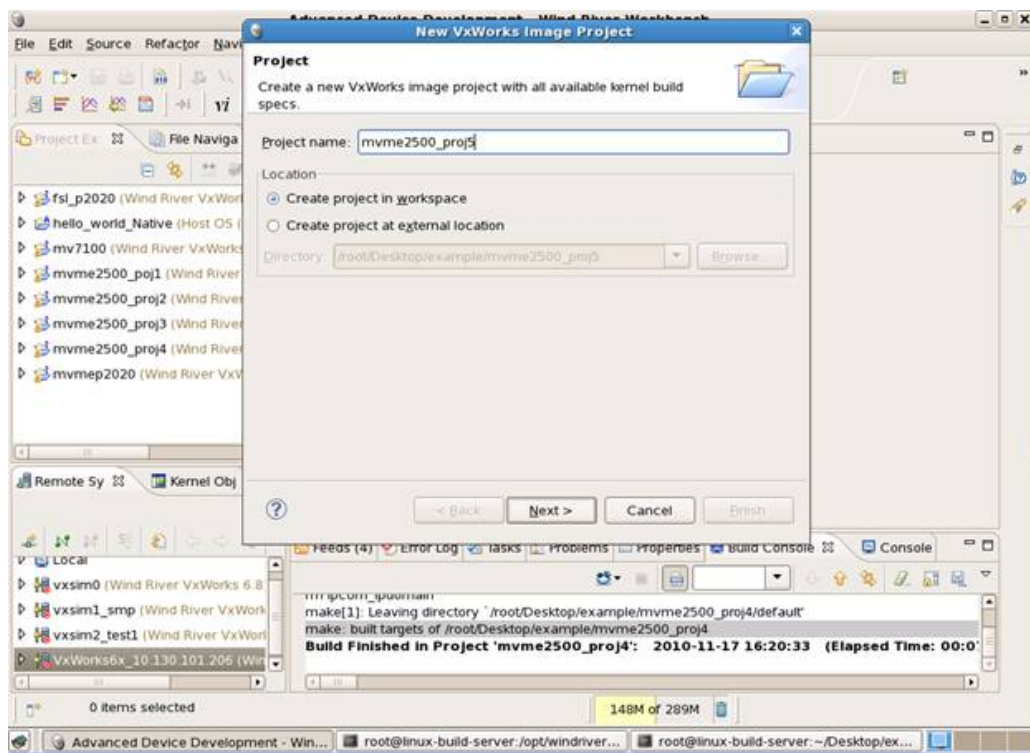 Advanced Device Development - Wind River Workbench
New VxWorks Image Project
File Edit Source Refactor Navi
Project
Create a new VxWorks image project with all available kernel build
specs.
vi
Project Ex
File Naviga
Project name: mvme2500_proj5
Location
Create project in workspace
Create project at external location
Directory: /root/Desktop/example/mvme2500_proj5
Browse...
fsl_p2020 (Wind River VxWor
hello_world_Native (Host OS (
mv7100 (Wind River VxWorks
mvme2500_poj1 (Wind River
mvme2500_proj2 (Wind River
mvme2500_proj3 (Wind River
mvme2500_proj4 (Wind River
mvmep2020 (Wind River VxW
Remote Sy
Kernel Obj
< Back
Next >
Cancel
Finish
Feeds (4) Error Log Tasks Problems Properties Build Console Console
Local
vxsim0 (Wind River VxWorks 6.8
vxsim1_smp (Wind River VxWork
vxsim2_test1 (Wind River VxWorl
VxWorks6x_10.130.101.206 (Win
make[1]: Leaving directory `/root/Desktop/example/mvme2500_proj4/default'
make: built targets of /root/Desktop/example/mvme2500_proj4
Build Finished in Project 'mvme2500_proj4': 2010-11-17 16:20:33 (Elapsed Time: 00:0
0 items selected
148M of 289M
Advanced Device Development - Win...
root@linux-build-server:/opt/windriver...
root@linux-build-server:~/Desktop/ex...